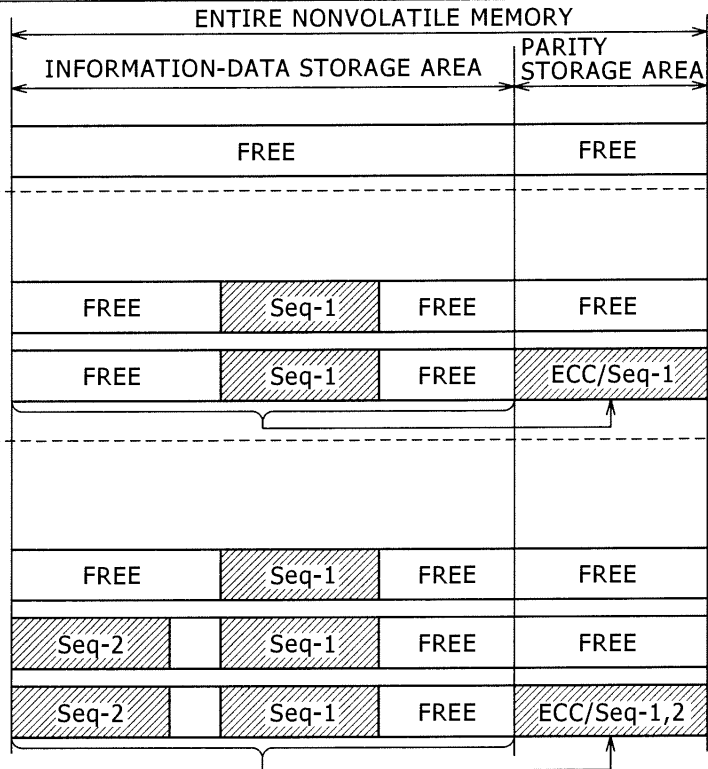 ENTIRE NONVOLATILE MEMORY
INFORMATION-DATA STORAGE AREA
PARITY
STORAGE AREA
FREE FREE
FREE Seq-1 FREE FREE
FREE Seq-1 FREE ECC/Seq-1
FREE Seq-1 FREE FREE
Seq-2 Seq-1 FREE FREE
Seq-2 Seq-1 FREE ECC/Seq-1,2